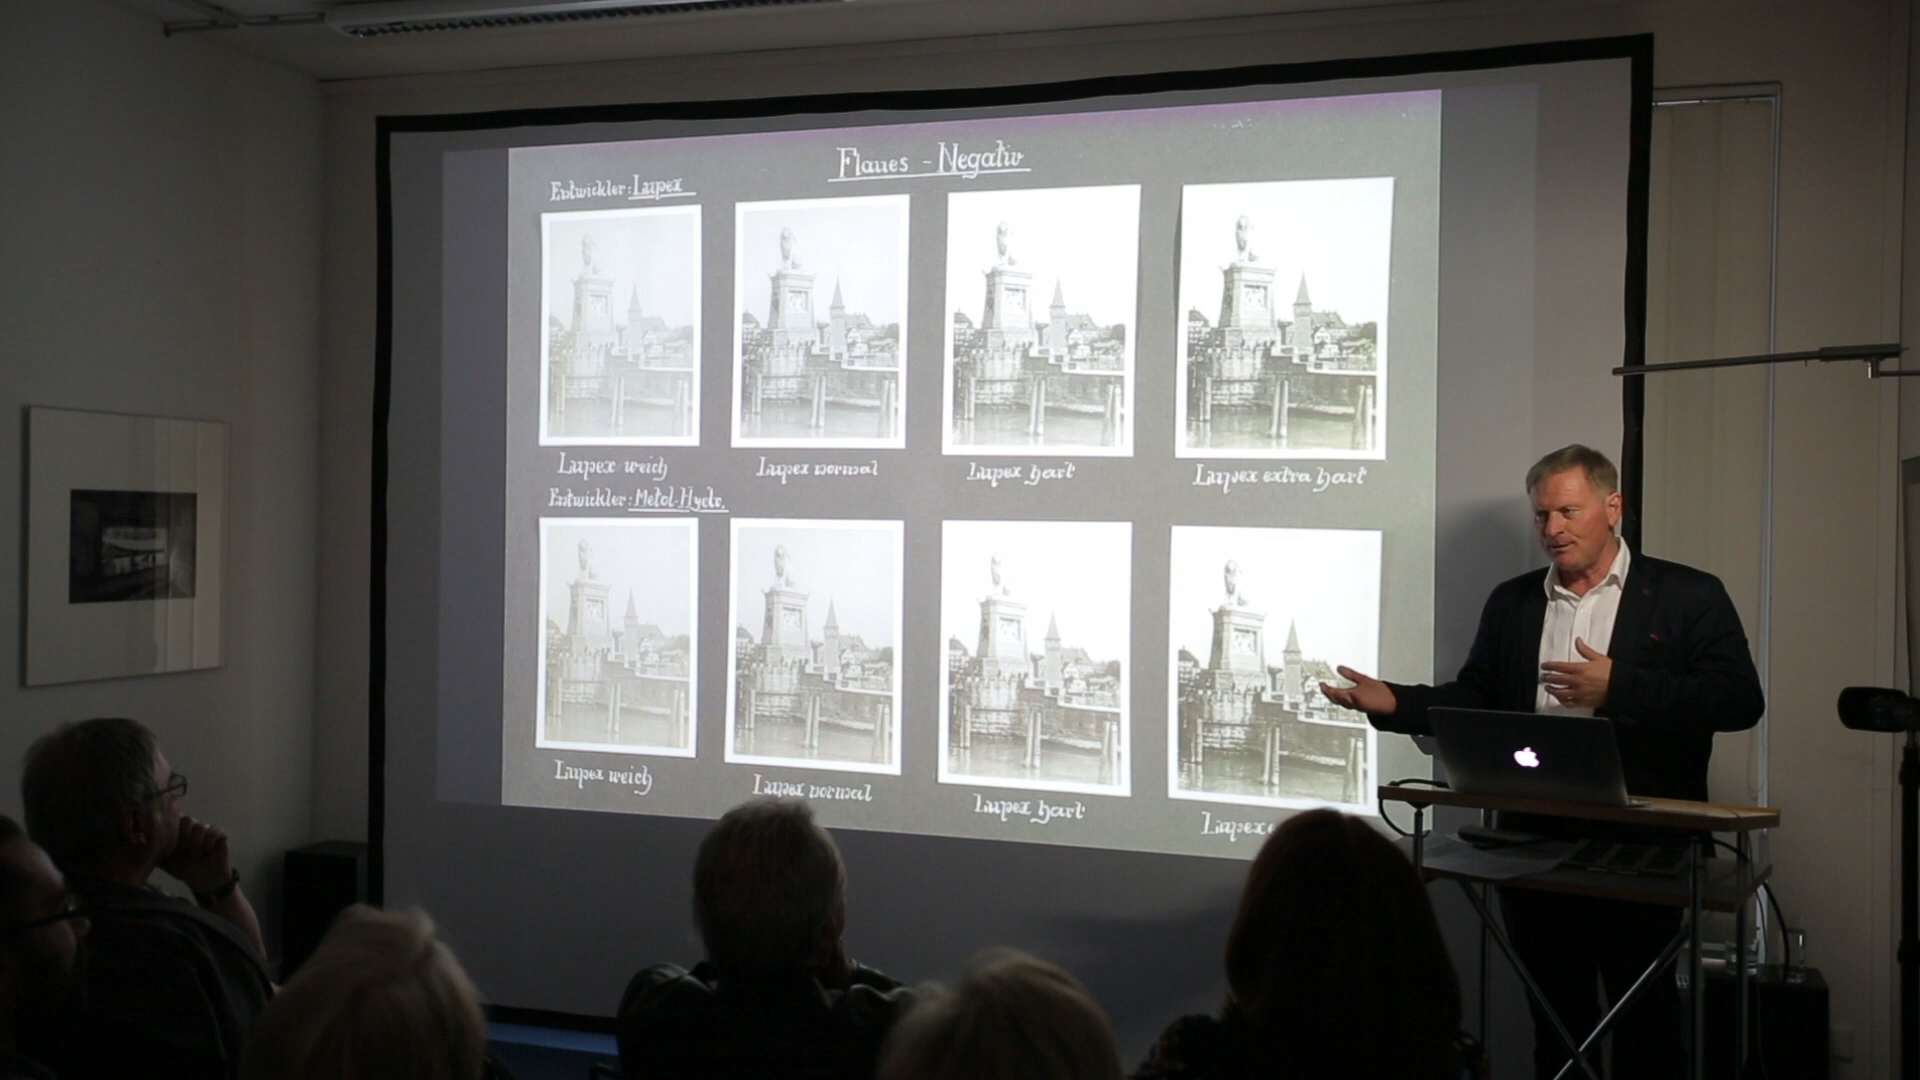 Flaues - Negativ
Entwickler: Lupex
Lupex weich
Lupex normal
Lupex hart
Lupex extra hart
Entwickler: Metol-Hydr.
Lupex weich
Lupex normal
Lupex hart
Lupex